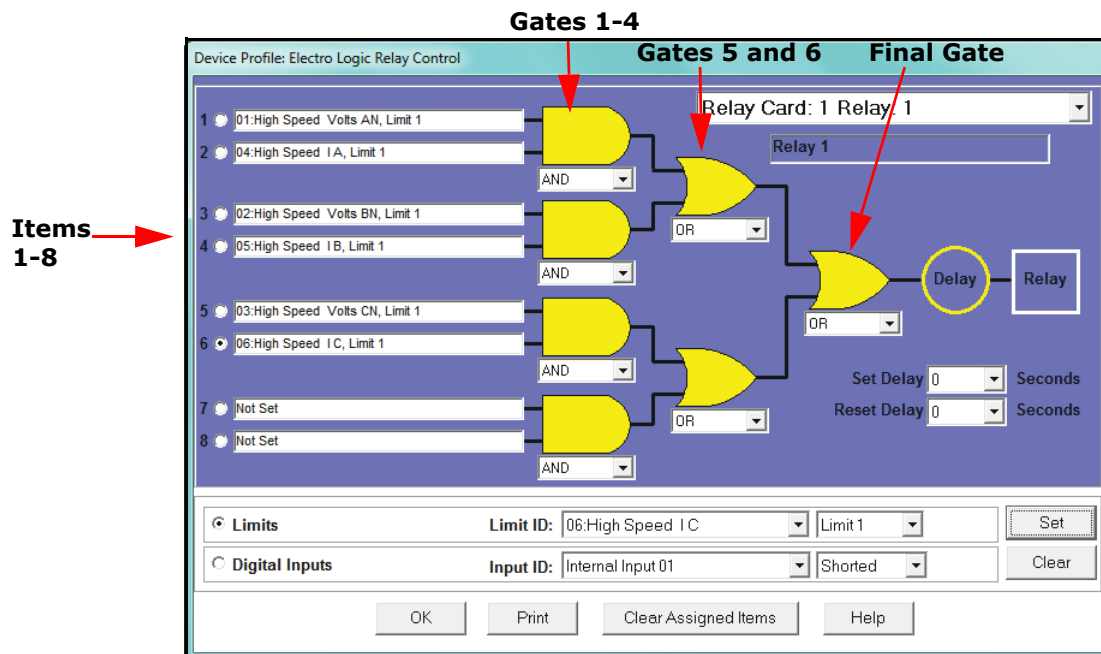 Gates 1-4
Device Profile: Electro Logic Relay Control
Gates 5 and 6
Final Gate
Relay Card: 1 Relay: 1
Relay 1
Items
1-8
1 01:High Speed Volts AN, Limit 1
2 04:High Speed I A, Limit 1
AND
3 02:High Speed Volts BN, Limit 1
4 05:High Speed I B, Limit 1
AND
OR
5 03:High Speed Volts CN, Limit 1
6 06:High Speed I C, Limit 1
AND
OR
Delay
Relay
7 Not Set
8 Not Set
AND
OR
Set Delay 0 Seconds
Reset Delay 0 Seconds
Limits Limit ID: 06:High Speed I C Limit 1 Set
Digital Inputs Input ID: Internal Input 01 Shorted Clear
OK Print Clear Assigned Items Help